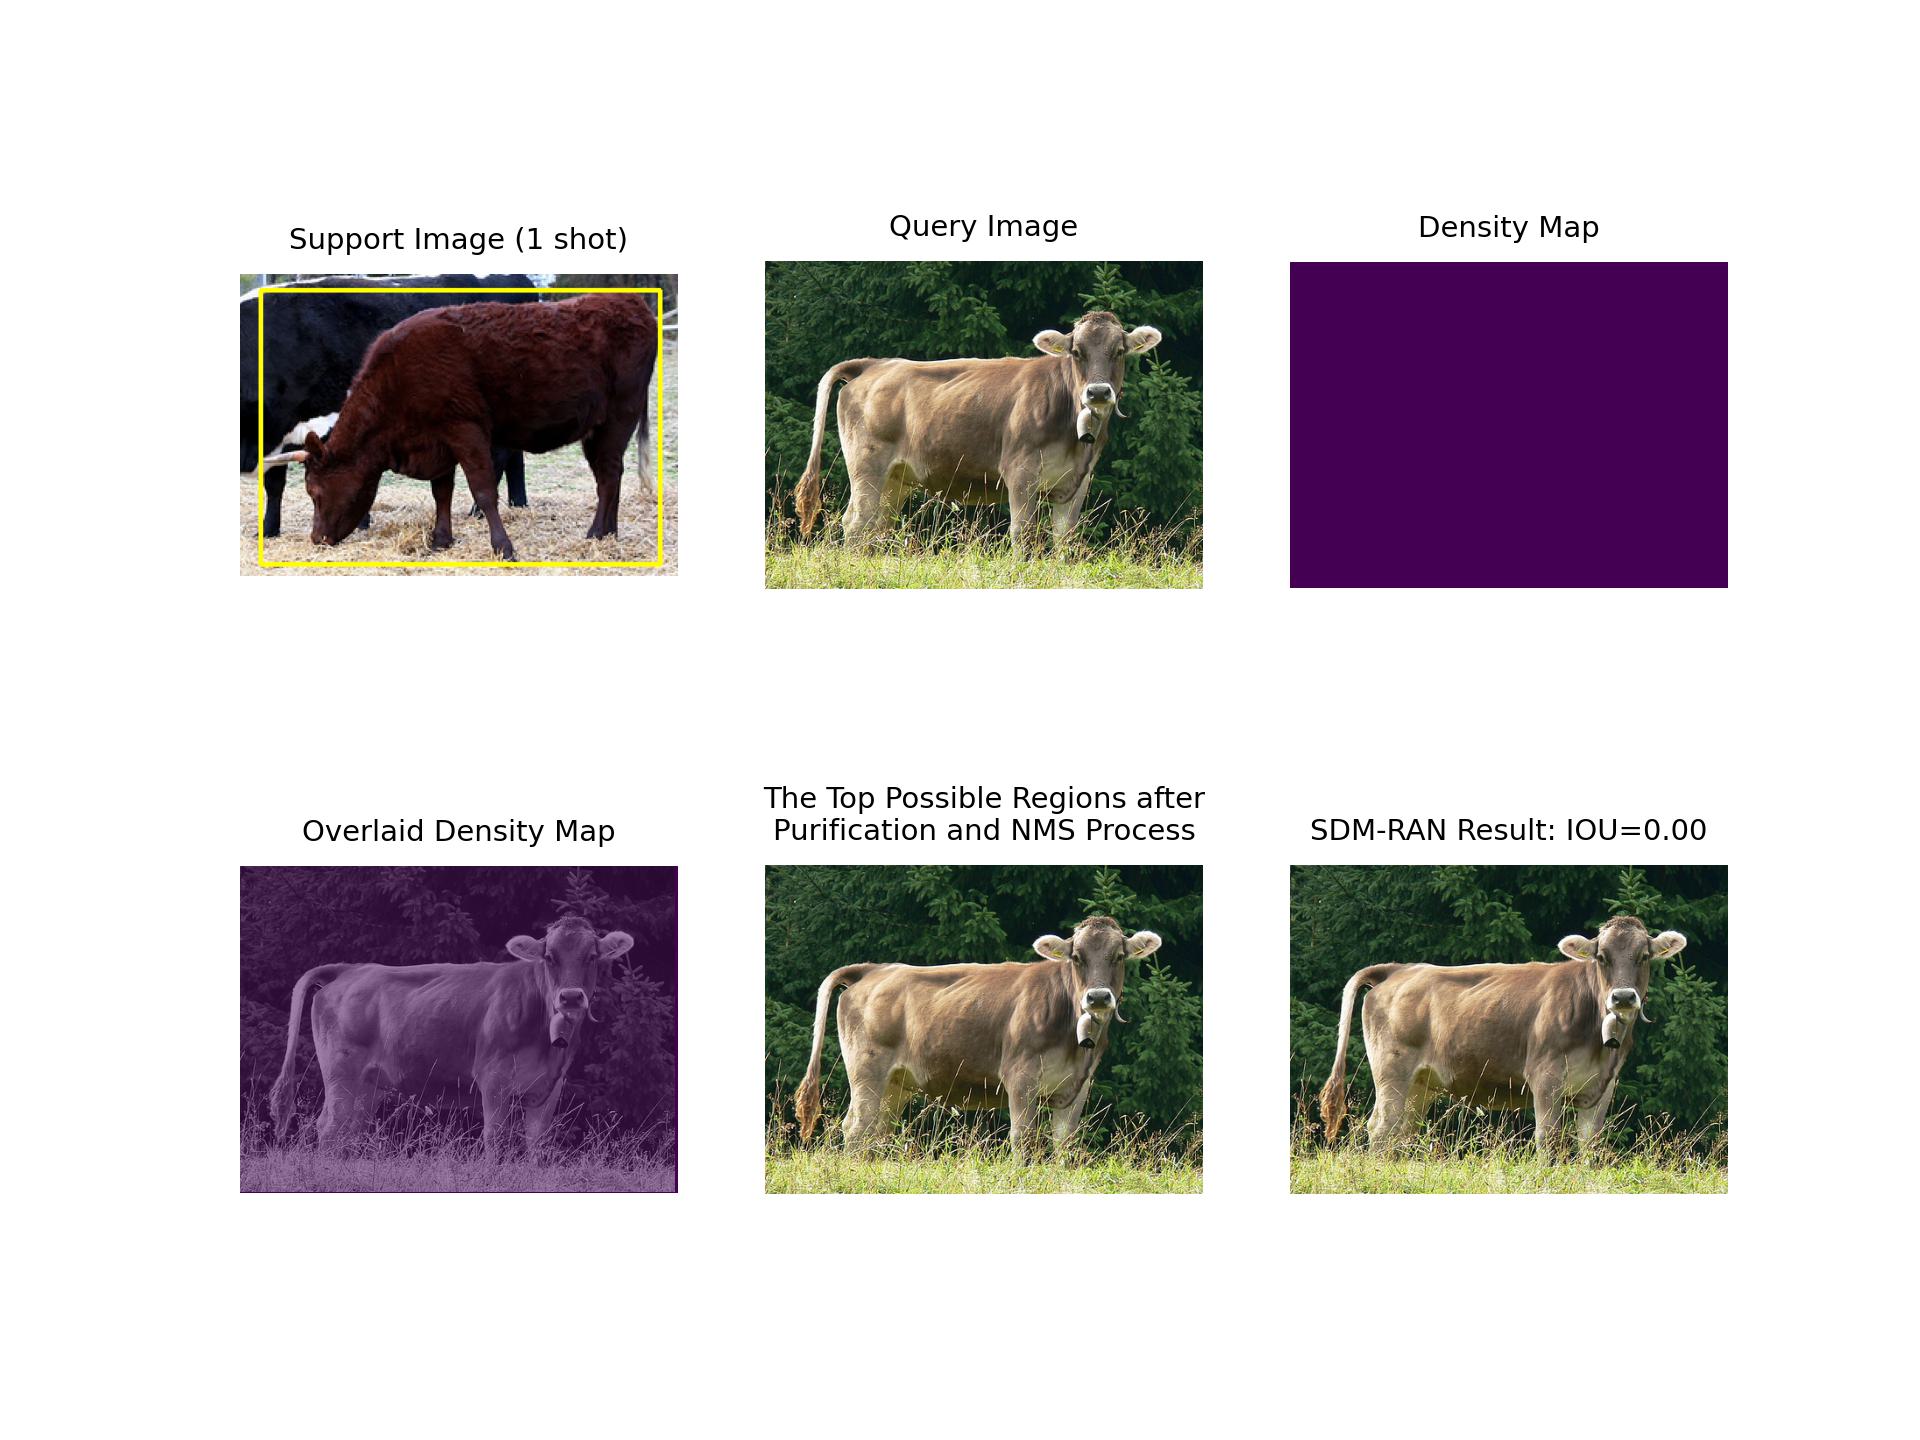 Support Image (1 shot)
Query Image
Density Map
Overlaid Density Map
The Top Possible Regions after
Purification and NMS Process
SDM-RAN Result: IOU=0.00